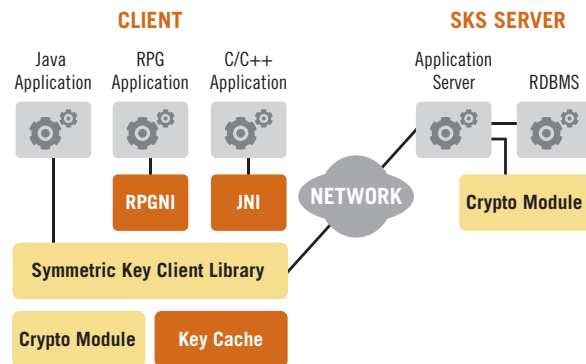 CLIENT
SKS SERVER
Java
Application
RPG
Application
C/C++
Application
Application
Server
RDBMS
RPGNI
JNI
NETWORK
Crypto Module
Symmetric Key Client Library
Crypto Module
Key Cache